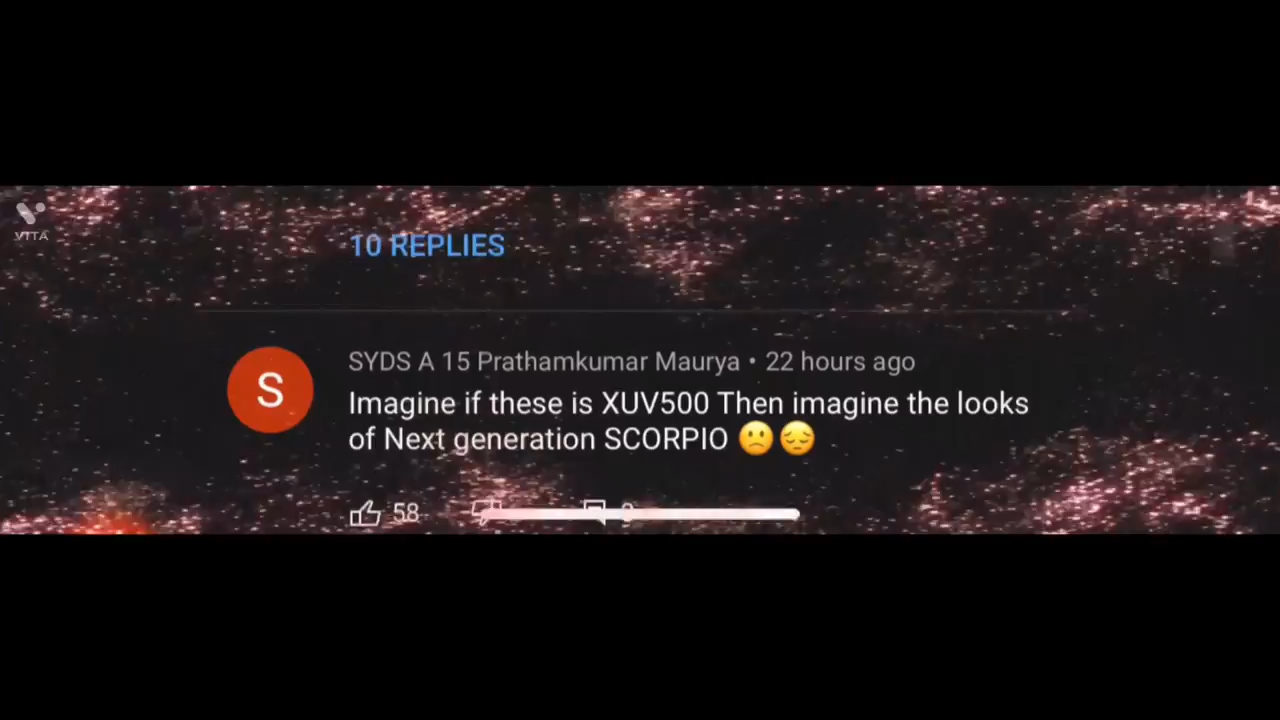 VITA
10 REPLIES
S
SYDS A 15 Prathamkumar Maurya • 22 hours ago
Imagine if these is XUV500 Then imagine the looks
of Next generation SCORPIO 🙁😔
58